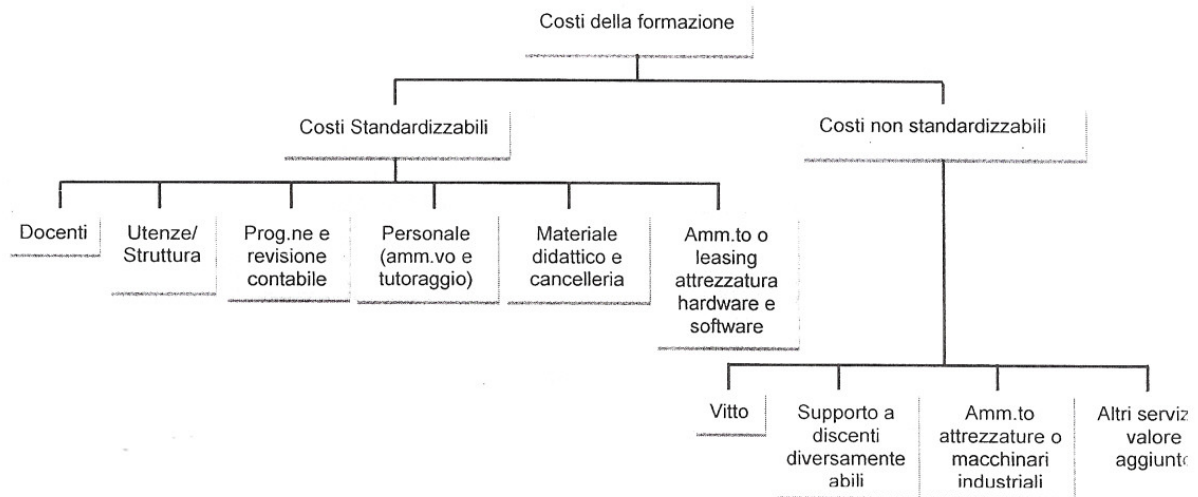 Costi della formazione
Costi Standardizzabili
Costi non standardizzabili
Docenti
Utenze/
Struttura
Prog.ne e
revisione
contabile
Personale
(amm.vo e
tutoraggio)
Materiale
didattico e
cancelleria
Amm.to o
leasing
attrezzatura
hardware e
software
Vitto
Supporto a
discenti
diversamente
abili
Amm.to
attrezzature o
macchinari
industriali
Altri
valore